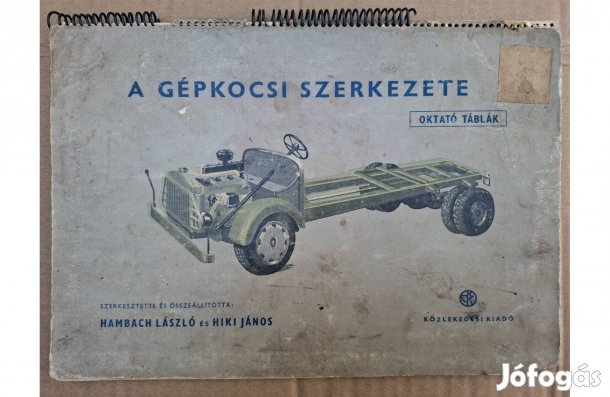 A GÉPKOCSI SZERKEZETE
OKTATÓ TÁBLÁK
SZERKESZTETTE ÉS ÖSSZEÁLLÍTOTTA:
HAMBACH LÁSZLÓ ÉS HIKI JÁNOS
KÖZLEKEDÉSI KIADÓ
Jófogás